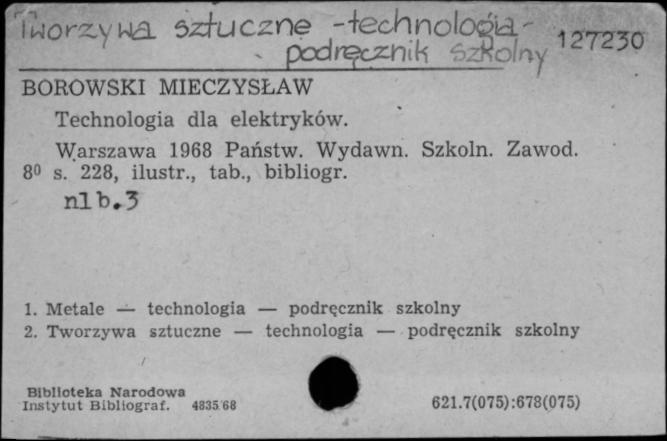 Tworzywa sztuczne - technologia -
podręcznik szkolny
127230
BOROWSKI MIECZYSŁAW
Technologia dla elektryków.
Warszawa 1968 Państw. Wydawn. Szkoln. Zawod.
8⁰ s. 228, ilustr., tab., bibliogr.
nlb.3
1. Metale — technologia — podręcznik szkolny
2. Tworzywa sztuczne — technologia — podręcznik szkolny
Biblioteka Narodowa
Instytut Bibliograf. 4835/68
621.7(075):678(075)